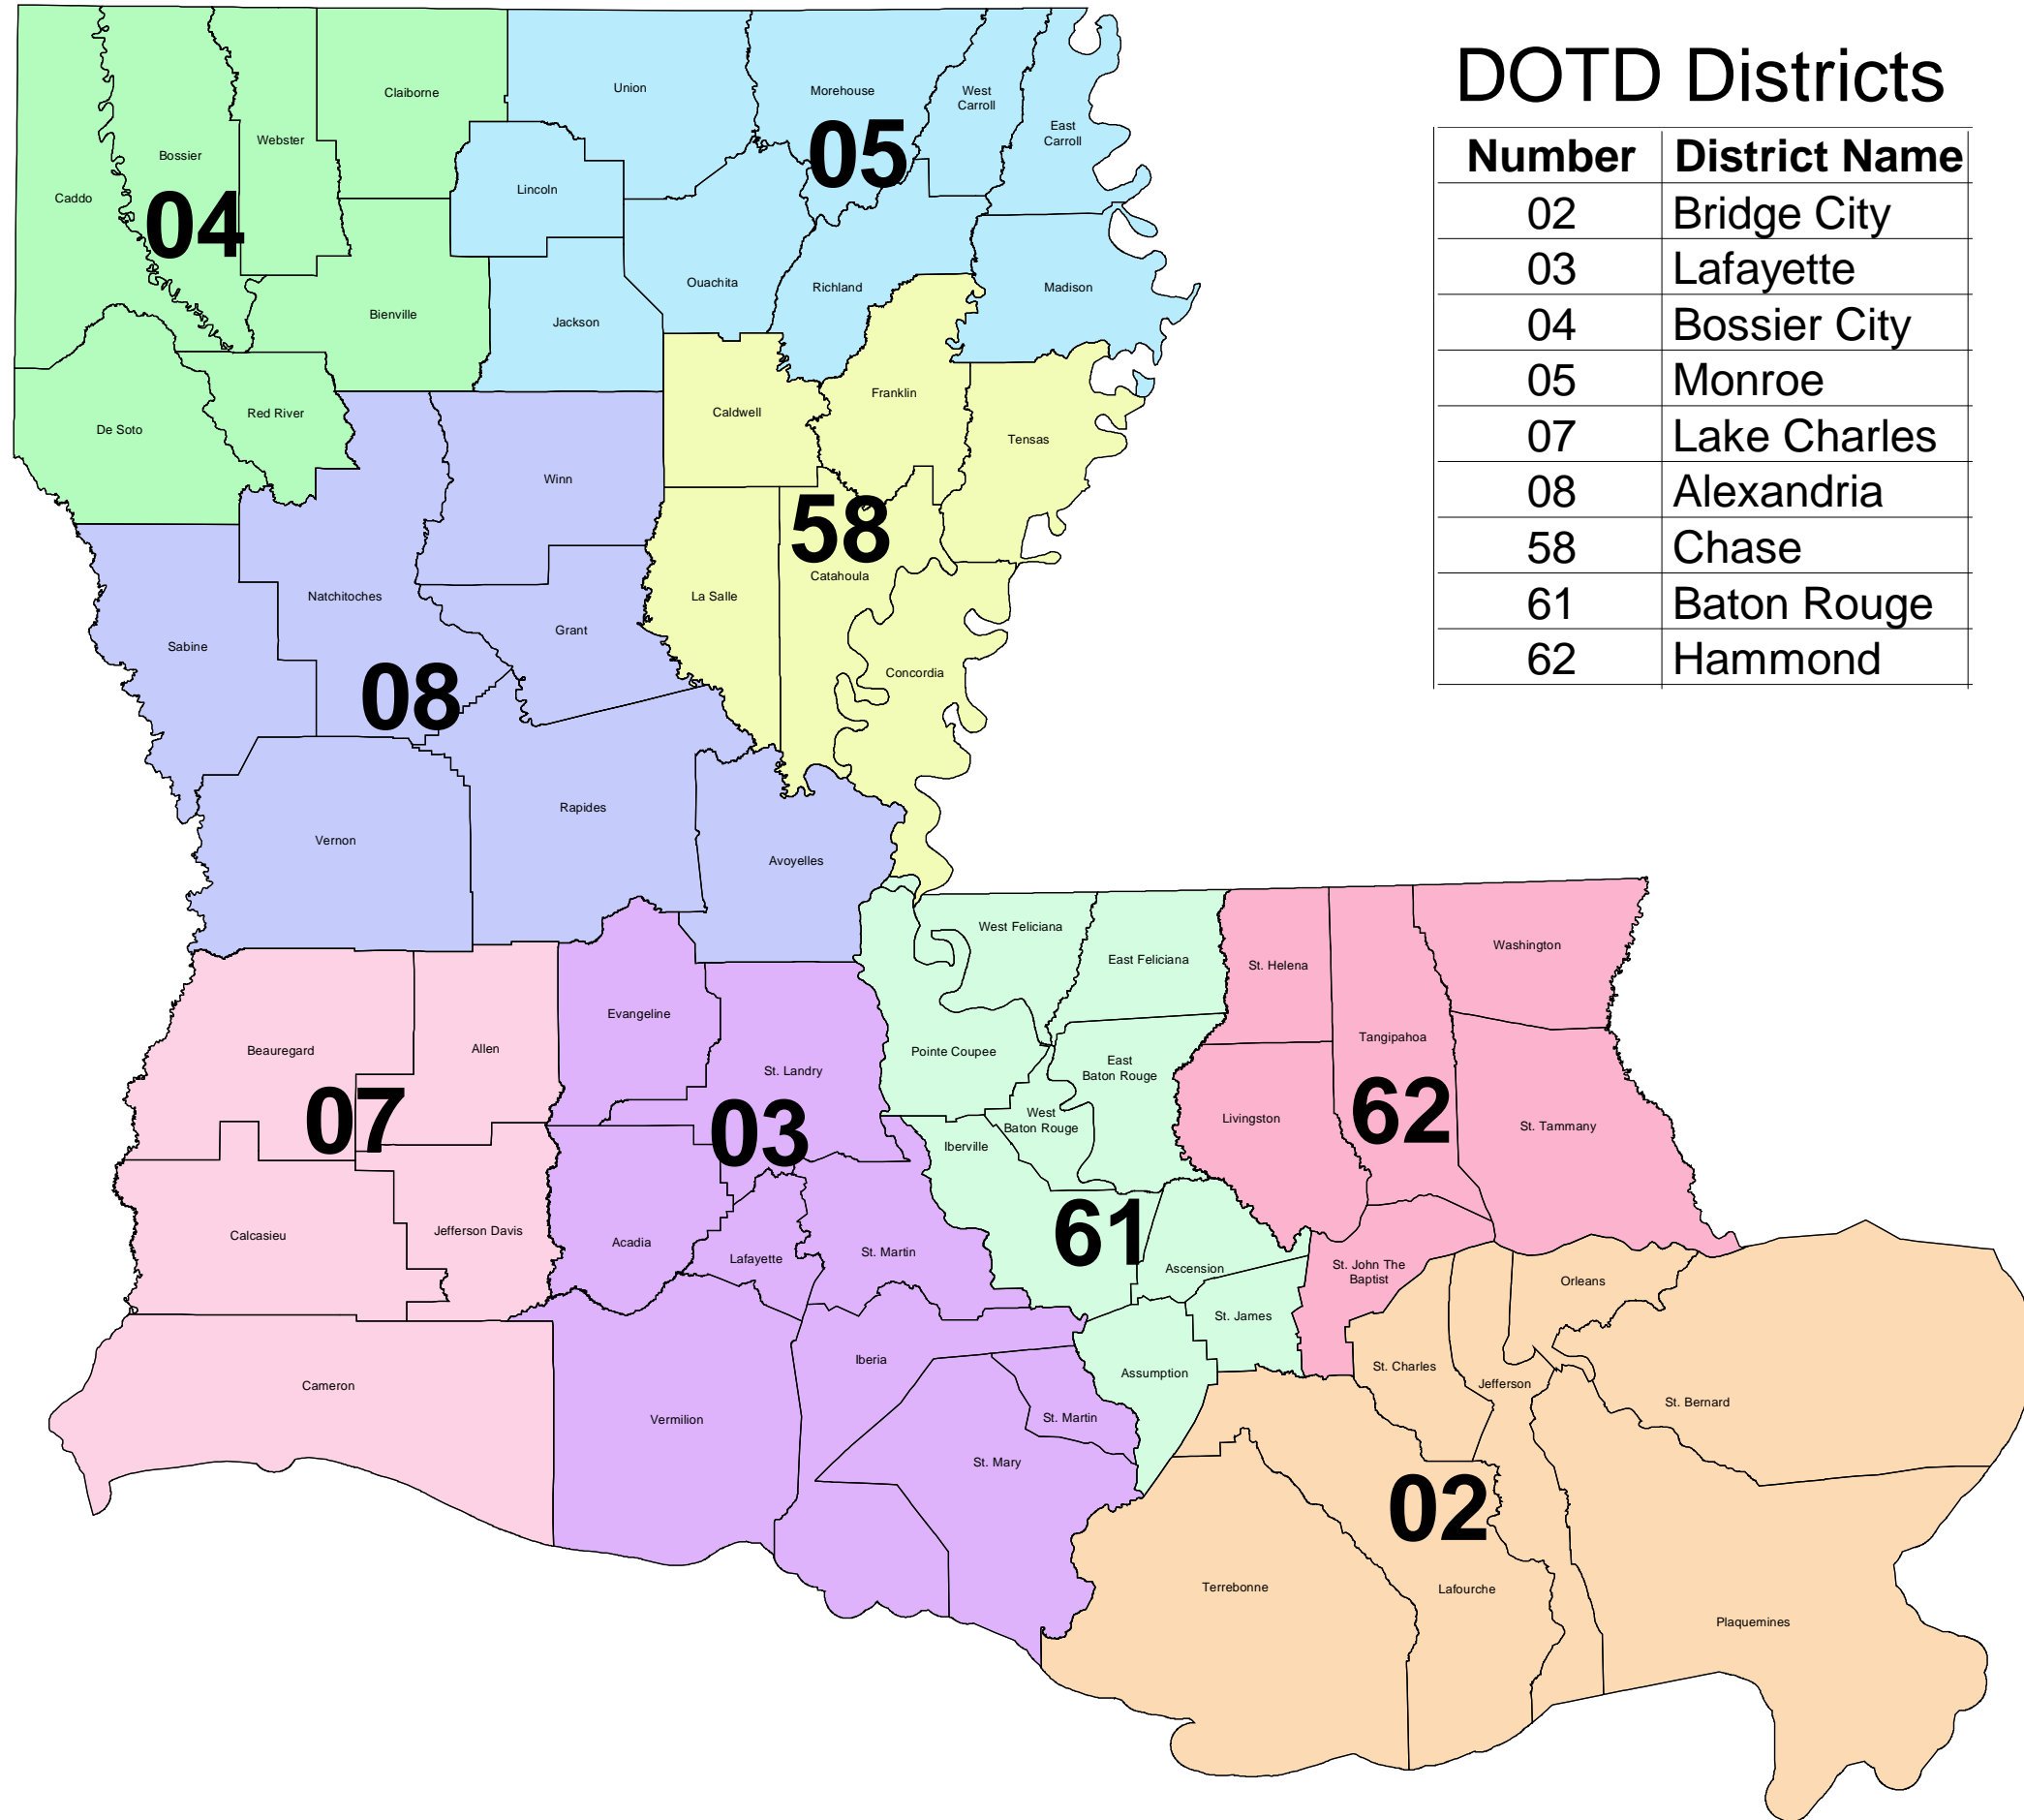 DOTD Districts
Number District Name
02 Bridge City
03 Lafayette
04 Bossier City
05 Monroe
07 Lake Charles
08 Alexandria
58 Chase
61 Baton Rouge
62 Hammond
Caddo
Bossier
04
Webster
Claiborne
Bienville
De Soto
Red River
Union
Morehouse
05
West
Carroll
East
Carroll
Lincoln
Ouachita
Richland
Madison
Jackson
Caldwell
Franklin
Tensas
58
Catahoula
La Salle
Concordia
Winn
Natchitoches
Grant
Sabine
08
Rapides
Vernon
Avoyelles
Beauregard
Allen
07
Calcasieu
Jefferson Davis
Cameron
Evangeline
St. Landry
03
Acadia
Lafayette
St. Martin
Iberia
Vermilion
St. Martin
St. Mary
West Feliciana
East Feliciana
Pointe Coupee
East
Baton Rouge
West
Baton Rouge
Iberville
61
Ascension
St. James
Assumption
St. Helena
Washington
Tangipahoa
62
Livingston
St. Tammany
St. John The
Baptist
Orleans
St. Charles
Jefferson
St. Bernard
02
Terrebonne
Lafourche
Plaquemines